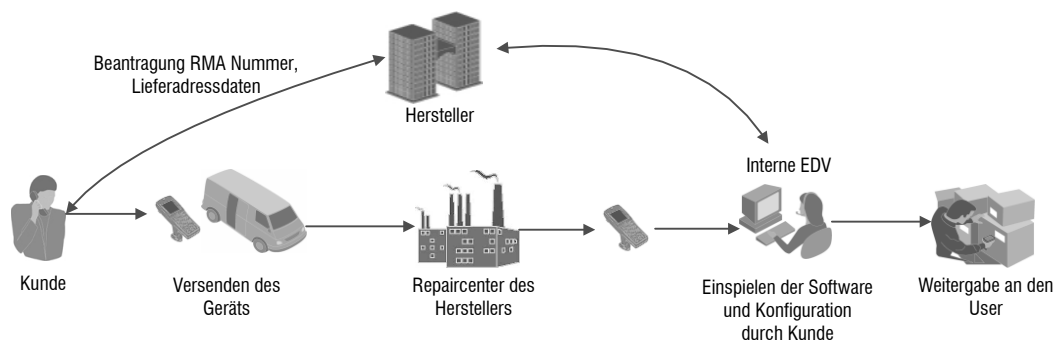 Beantragung RMA Nummer,
Lieferadressdaten
Hersteller
Interne EDV
Kunde
Versenden des
Geräts
Repaircenter des
Herstellers
Einspielen der Software
und Konfiguration
durch Kunde
Weitergabe an den
User